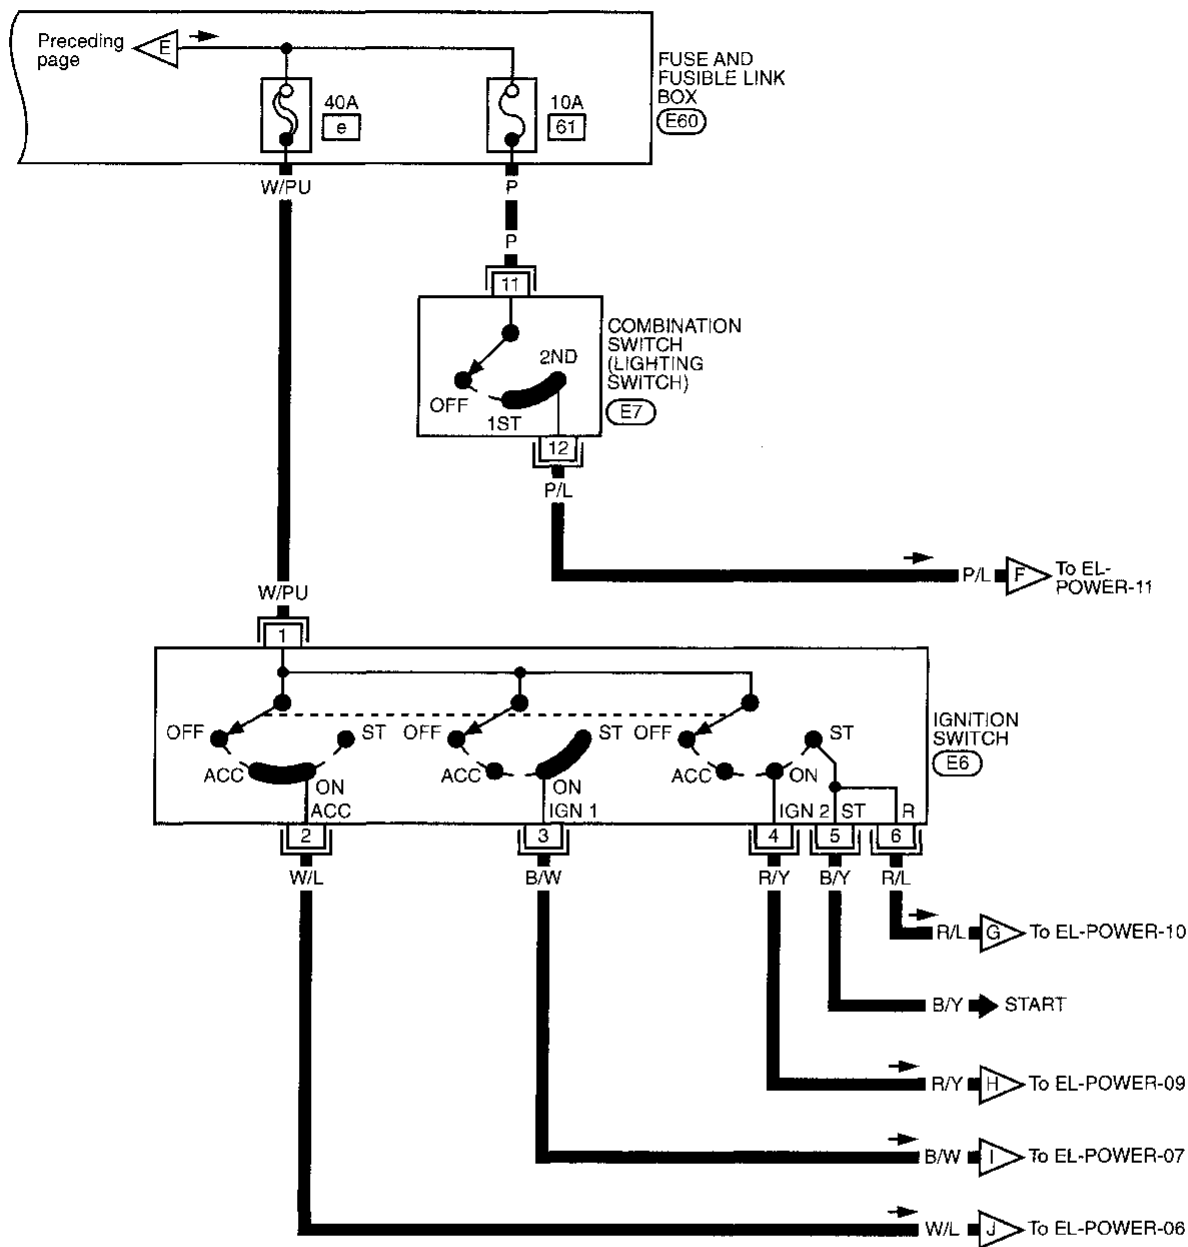 Preceding
page
E
40A
e
10A
61
FUSE AND
FUSIBLE LINK
BOX
E60
W/PU
P
P
11
COMBINATION
SWITCH
(LIGHTING
SWITCH)
E7
2ND
OFF
1ST
12
P/L
P/L
F
To EL-
POWER-11
W/PU
1
OFF
ST
ACC
ON
ACC
OFF
ST
ACC
ON
IGN 1
OFF
ST
ACC
ON
IGN 2
ST
R
IGNITION
SWITCH
E6
2
3
4
5
6
W/L
B/W
R/Y
B/Y
R/L
R/L
G
To EL-POWER-10
B/Y
START
R/Y
H
To EL-POWER-09
B/W
I
To EL-POWER-07
W/L
J
To EL-POWER-06